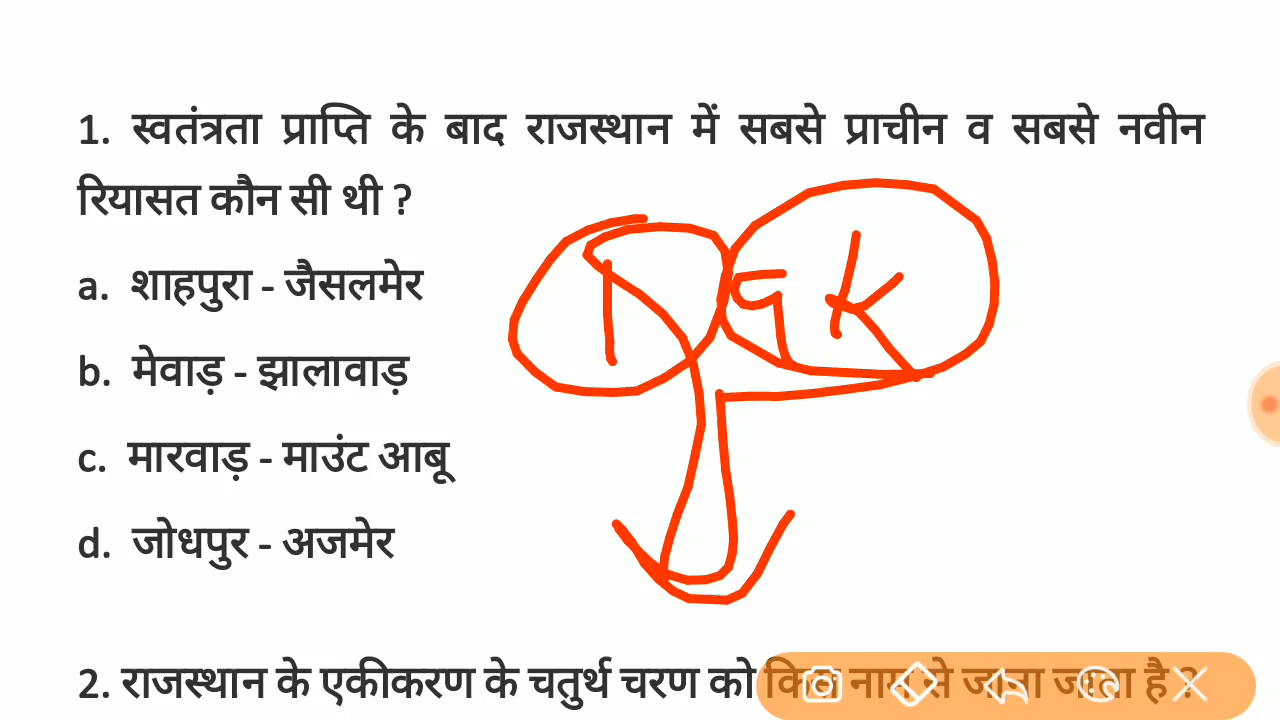 1. स्वतंत्रता प्राप्ति के बाद राजस्थान में सबसे प्राचीन व सबसे नवीन
रियासत कौन सी थी ?
a. शाहपुरा - जैसलमेर
b. मेवाड़ - झालावाड़
c. मारवाड़ - माउंट आबू
d. जोधपुर - अजमेर
GK
2. राजस्थान के एकीकरण के चतुर्थ चरण को किस नाम से जाना जाता है ?